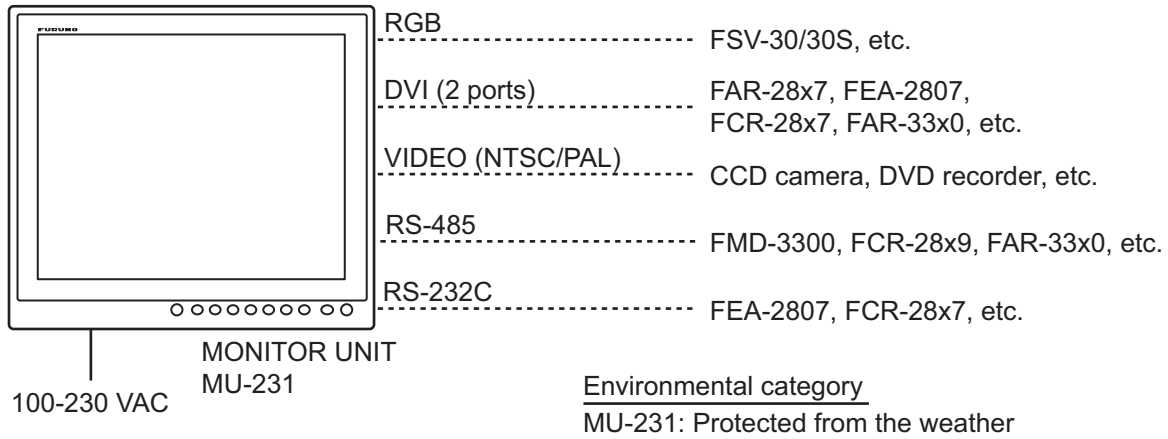 FURUNO
RGB
FSV-30/30S, etc.
DVI (2 ports)
FAR-28x7, FEA-2807,
FCR-28x7, FAR-33x0, etc.
VIDEO (NTSC/PAL)
CCD camera, DVD recorder, etc.
RS-485
FMD-3300, FCR-28x9, FAR-33x0, etc.
RS-232C
FEA-2807, FCR-28x7, etc.
MONITOR UNIT
MU-231
100-230 VAC
Environmental category
MU-231: Protected from the weather